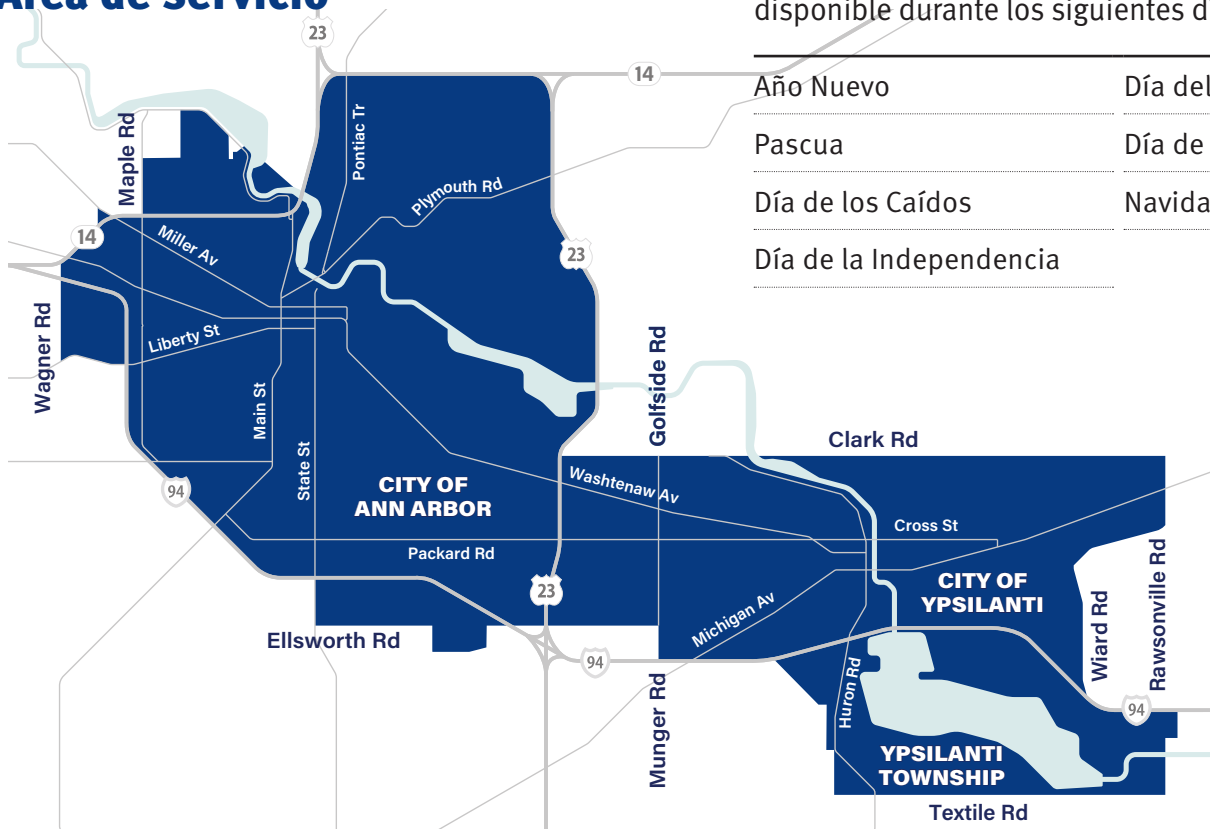 Área de Servicio
disponible durante los siguientes
Año Nuevo
Día del
Pascua
Día de
Día de los Caídos
Día de la Independencia
23
14
Maple Rd
Pontiac Tr
Plymouth Rd
14
Miller Av
23
Wagner Rd
Liberty St
Golfside Rd
Main St
State St
Clark Rd
94
CITY OF
ANN ARBOR
Washtenaw Av
Cross St
Packard Rd
23
CITY OF
YPSILANTI
Michigan Av
Wiard Rd
Rawsonville Rd
Ellsworth Rd
94
Munger Rd
Huron Rd
94
YPSILANTI
TOWNSHIP
Textile Rd